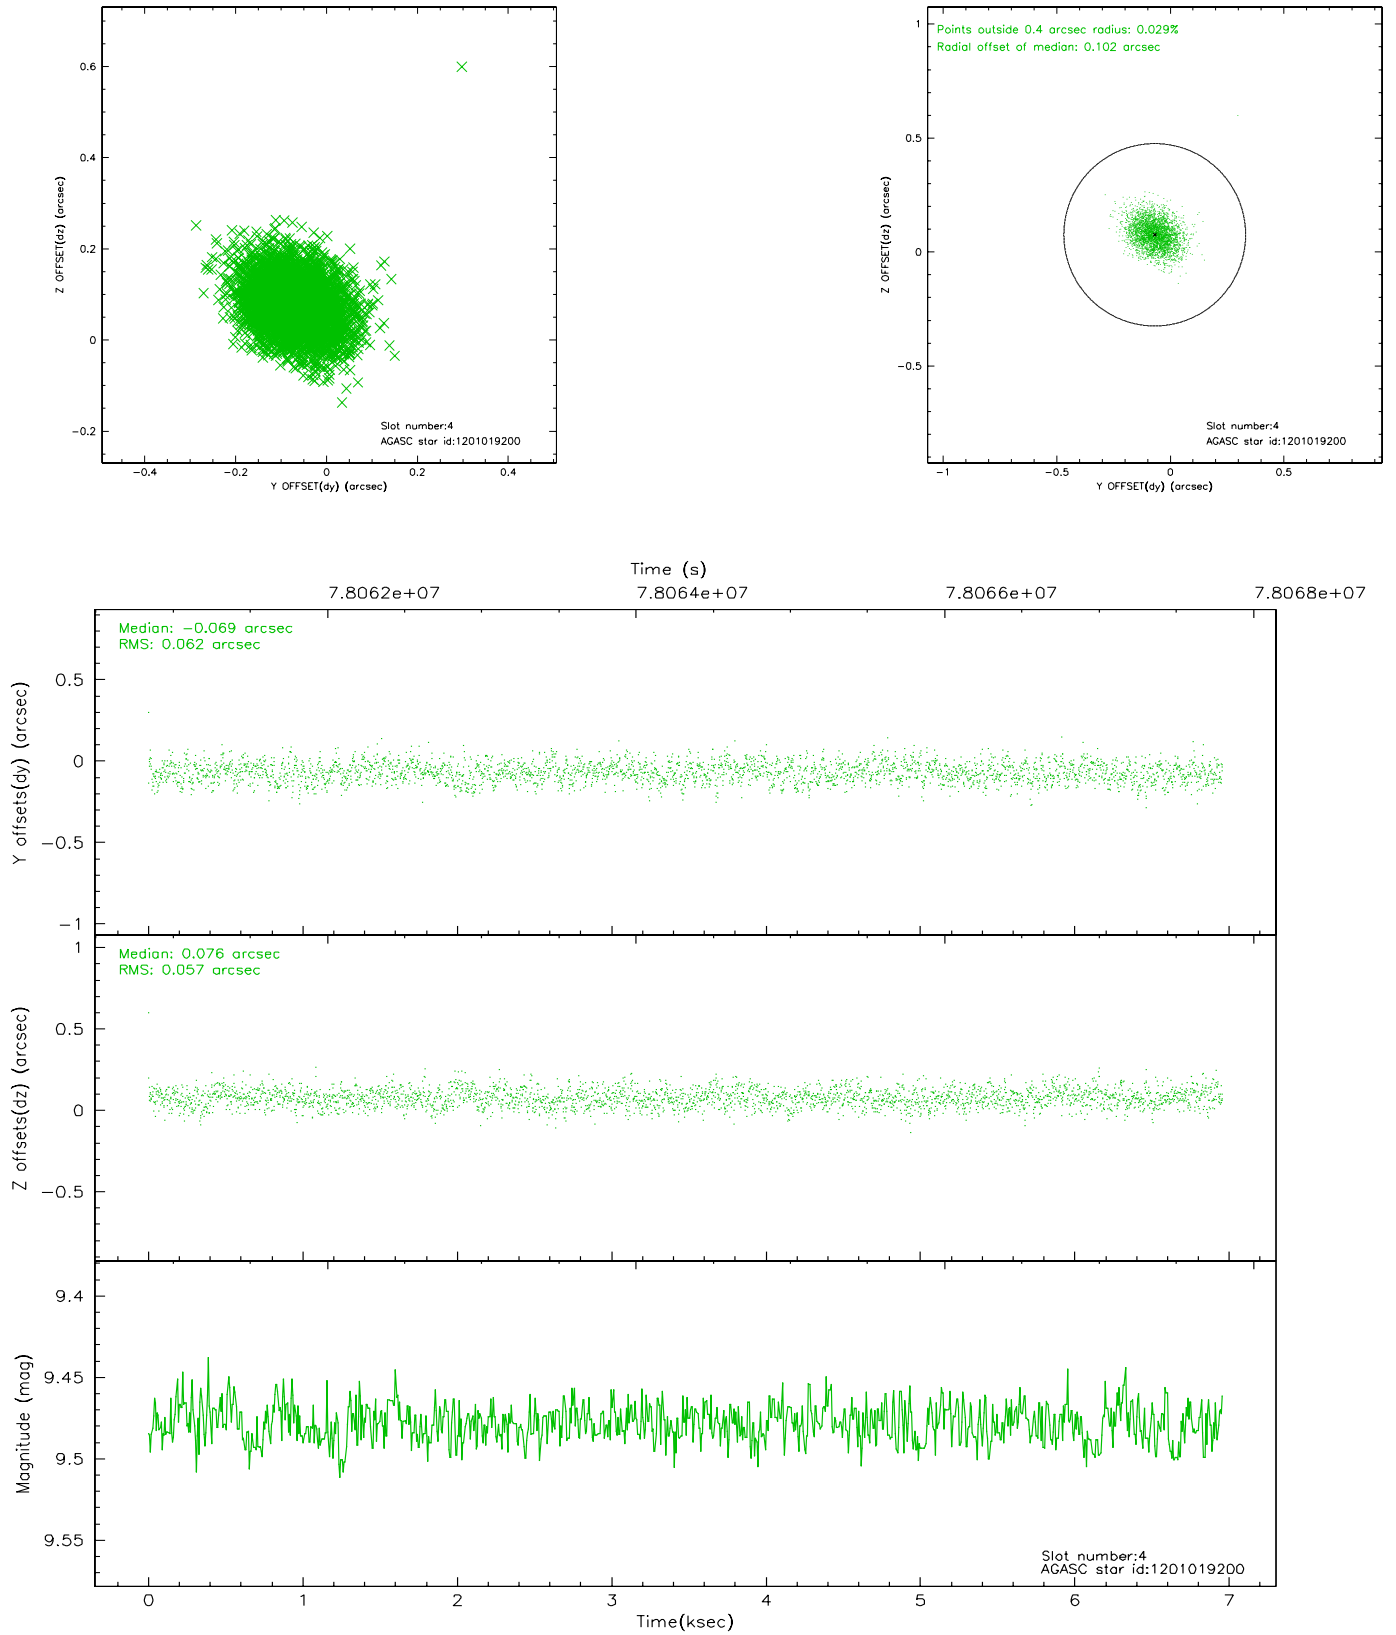 0.6
0.4
0.2
0
−0.2
Z OFFSET(dz) (arcsec)
−0.4
−0.2
0
0.2
0.4
Y OFFSET(dy) (arcsec)
Slot number:4
AGASC star id:1201019200
Points outside 0.4 arcsec radius: 0.029%
Radial offset of median: 0.102 arcsec
1
0.5
0
−0.5
Z OFFSET(dz) (arcsec)
−1
−0.5
0
0.5
Y OFFSET(dy) (arcsec)
Slot number:4
AGASC star id:1201019200
Time (s)
7.8062e+07
7.8064e+07
7.8066e+07
7.8068e+07
Median: −0.069 arcsec
RMS: 0.062 arcsec
0.5
0
−0.5
−1
Y offsets(dy) (arcsec)
Median: 0.076 arcsec
RMS: 0.057 arcsec
1
0.5
0
−0.5
Z offsets(dz) (arcsec)
9.4
9.45
9.5
9.55
Magnitude (mag)
Slot number:4
AGASC star id:1201019200
0
1
2
3
4
5
6
7
Time(ksec)